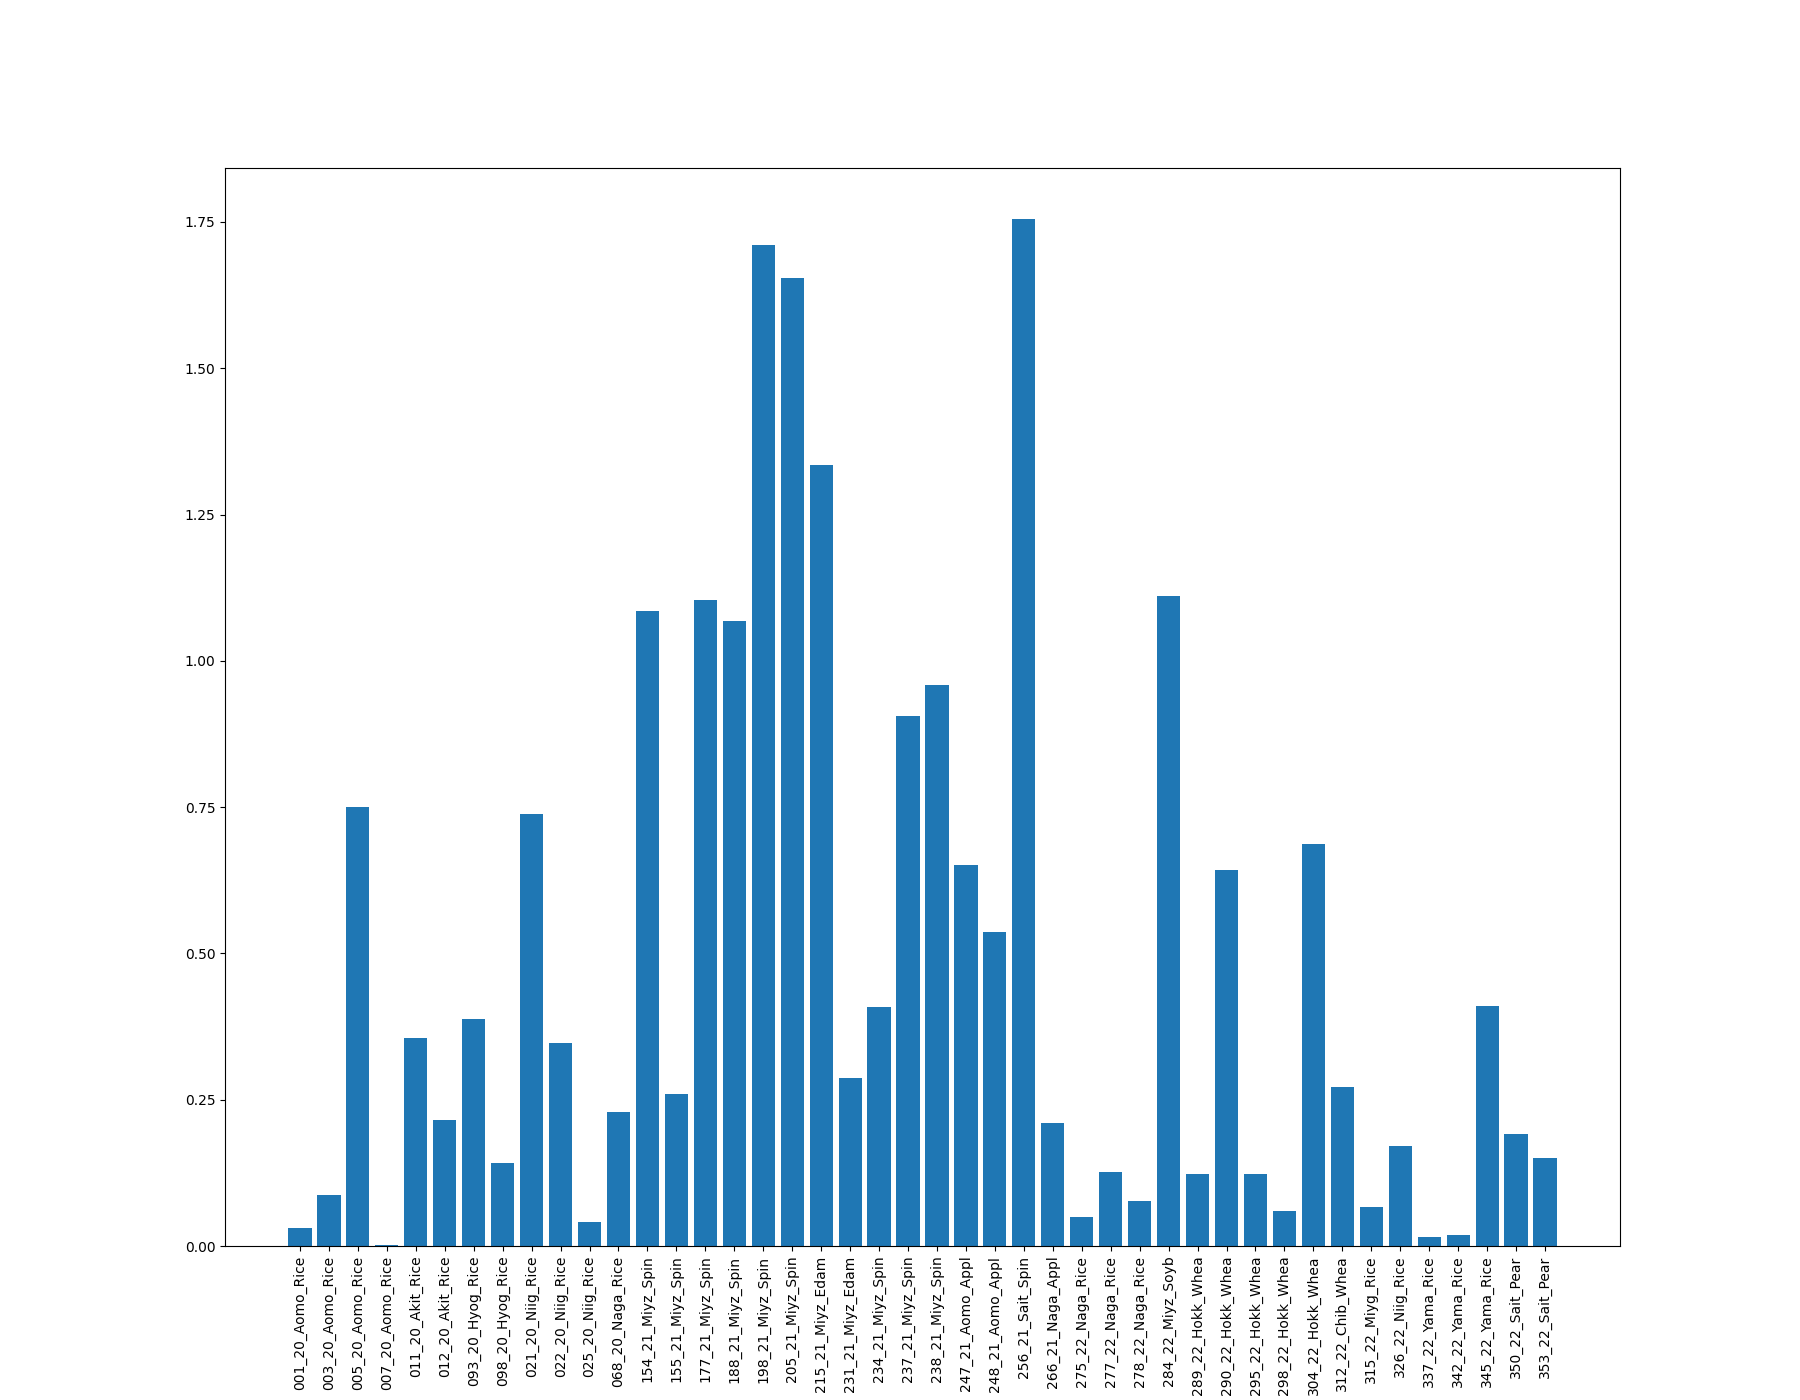 1.75
1.50
1.25
1.00
0.75
0.50
0.25
0.00
001_20_Aomo_Rice
003_20_Aomo_Rice
005_20_Aomo_Rice
007_20_Aomo_Rice
011_20_Akit_Rice
012_20_Akit_Rice
093_20_Hyog_Rice
098_20_Hyog_Rice
021_20_Niig_Rice
022_20_Niig_Rice
025_20_Niig_Rice
068_20_Naga_Rice
154_21_Miyz_Spin
155_21_Miyz_Spin
177_21_Miyz_Spin
188_21_Miyz_Spin
198_21_Miyz_Spin
205_21_Miyz_Spin
215_21_Miyz_Edam
231_21_Miyz_Edam
234_21_Miyz_Spin
237_21_Miyz_Spin
238_21_Miyz_Spin
247_21_Aomo_Appl
248_21_Aomo_Appl
256_21_Sait_Spin
266_21_Naga_Appl
275_22_Naga_Rice
277_22_Naga_Rice
278_22_Naga_Rice
284_22_Miyz_Soyb
289_22_Hokk_Whea
290_22_Hokk_Whea
295_22_Hokk_Whea
298_22_Hokk_Whea
304_22_Hokk_Whea
312_22_Chib_Whea
315_22_Miyg_Rice
326_22_Niig_Rice
337_22_Yama_Rice
342_22_Yama_Rice
345_22_Yama_Rice
350_22_Sait_Pear
353_22_Sait_Pear